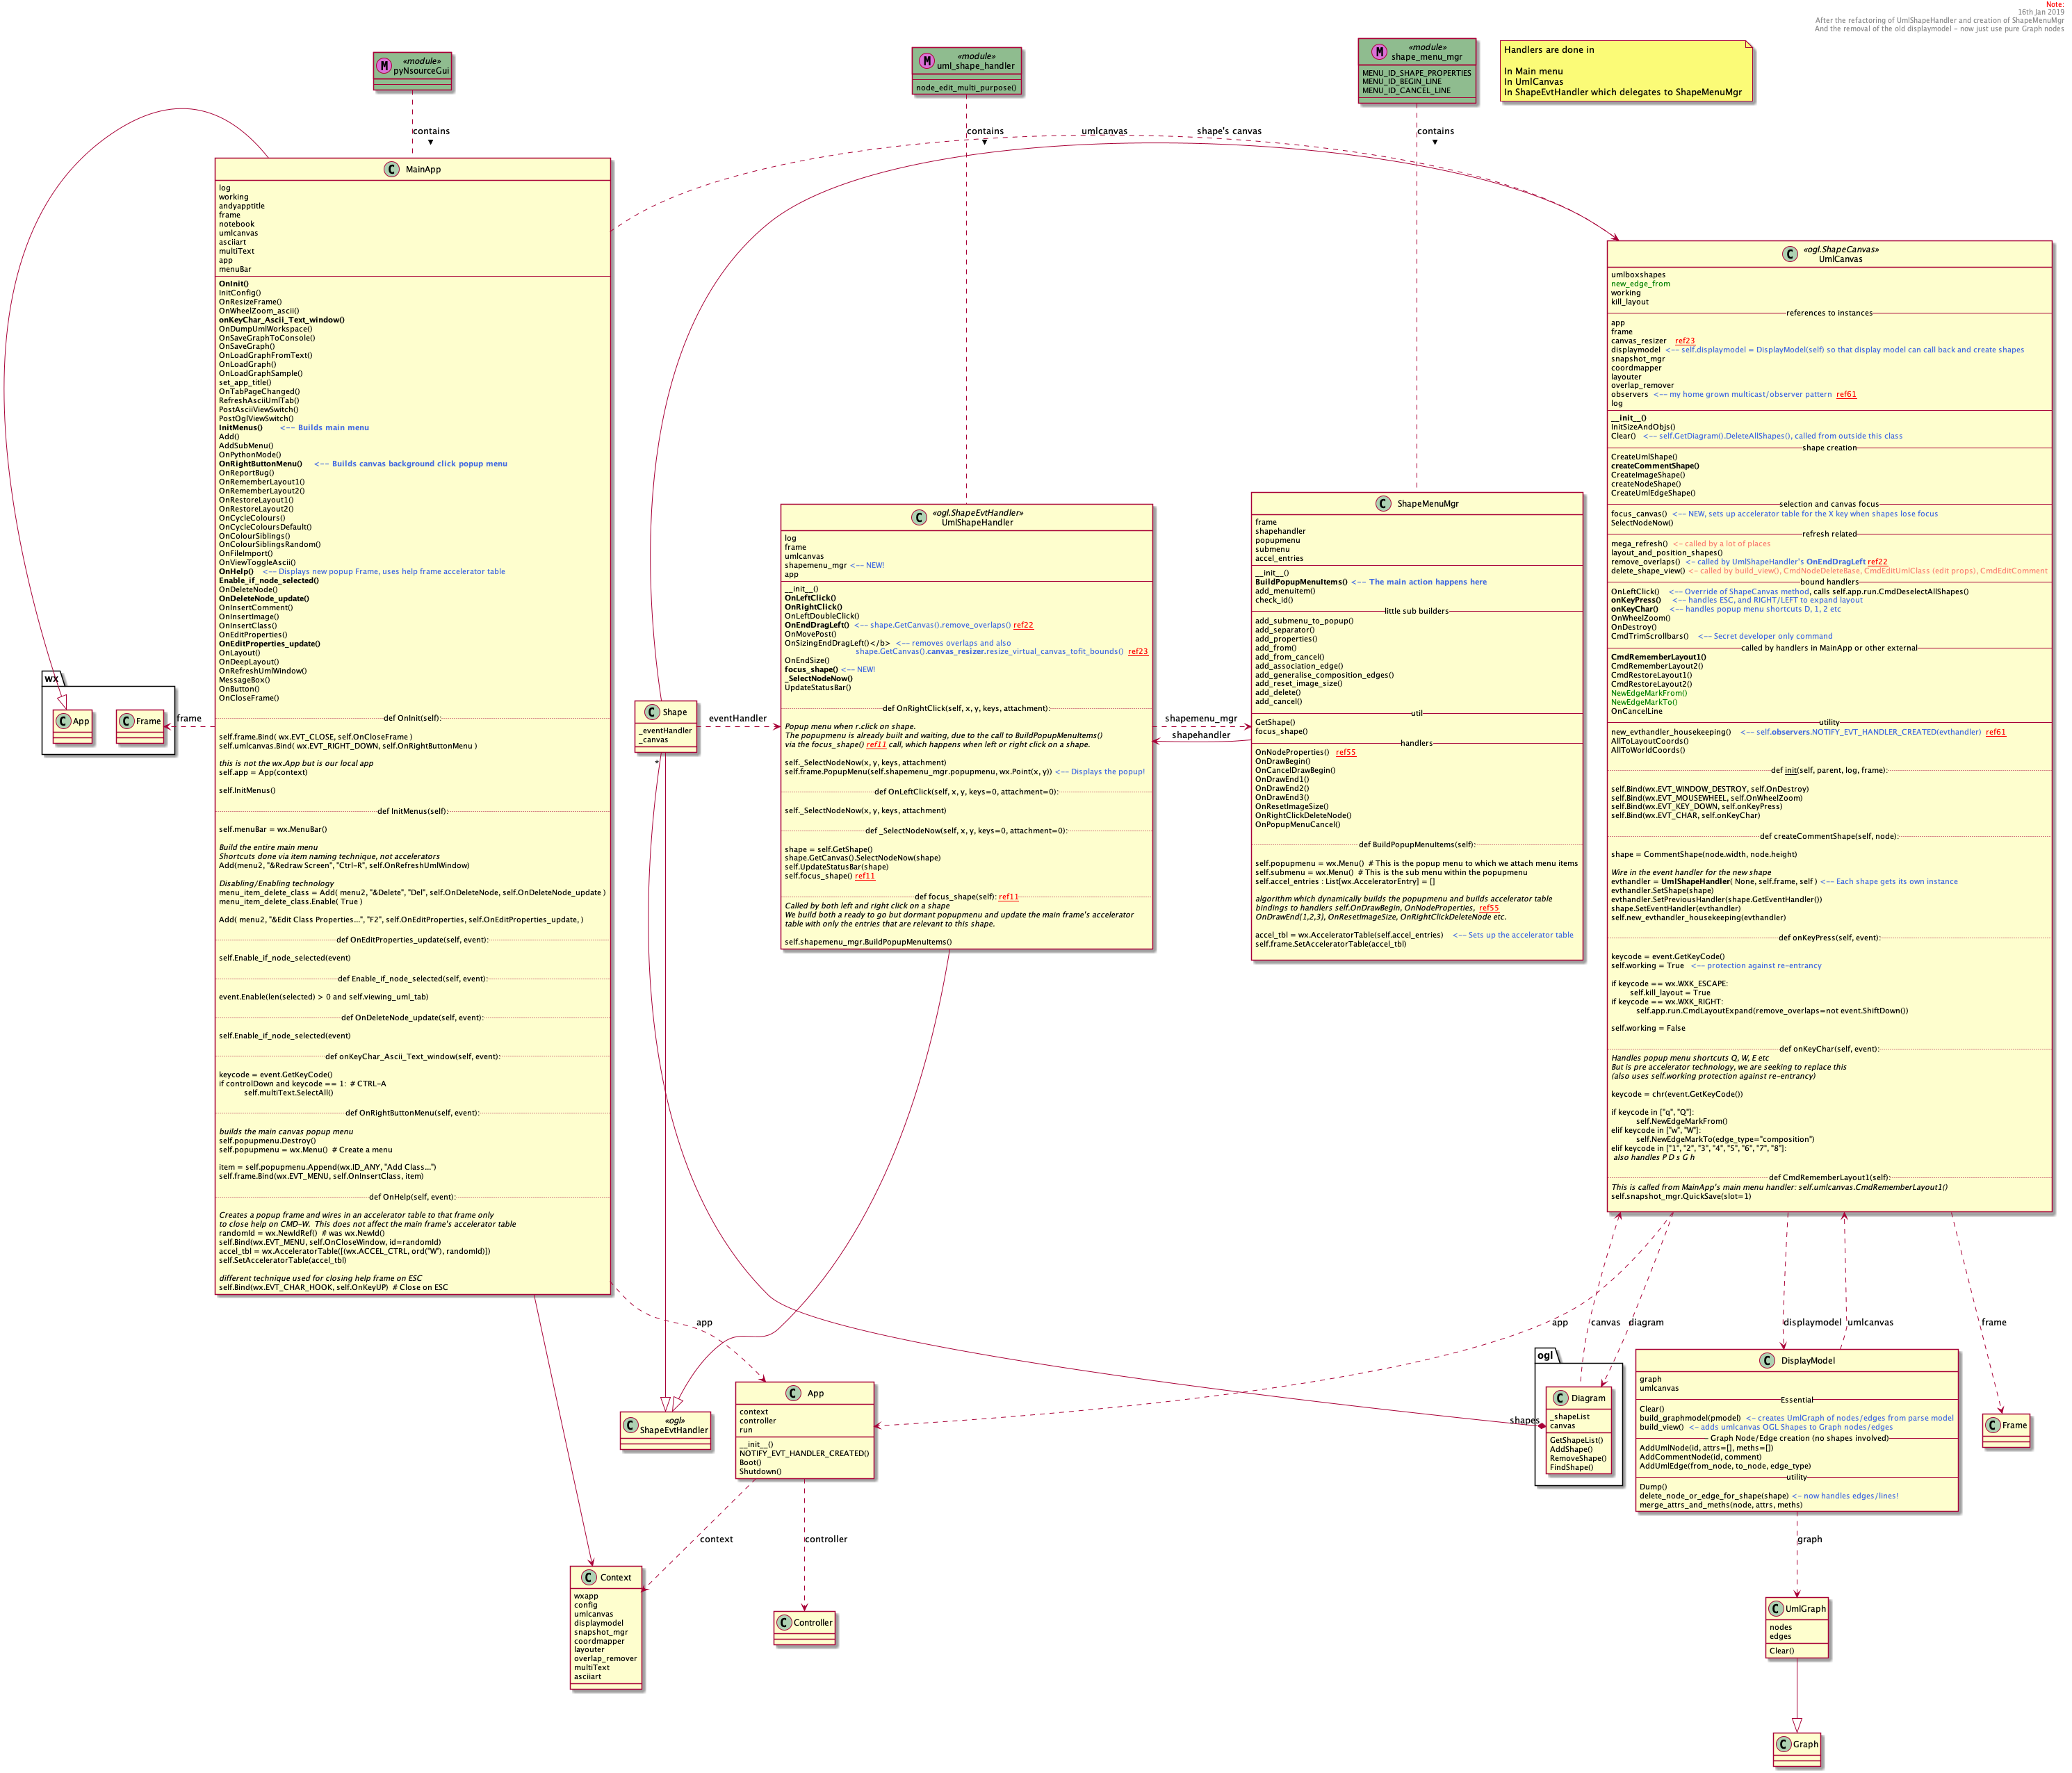 Note:
16th Jan 2019
After the refactoring of UmlShapeHandler and creation of ShapeMenuMgr
And the removal of the old displaymodel - now just use pure Graph nodes
«module»
pyNsourceGui
«module»
uml_shape_handler
node_edit_multi_purpose()
«module»
shape_menu_mgr
MENU_ID_SHAPE_PROPERTIES
MENU_ID_BEGIN_LINE
MENU_ID_CANCEL_LINE
Handlers are done in
In Main menu
In UmlCanvas
In ShapeEvtHandler which delegates to ShapeMenuMgr
contains
contains
umlcanvas
shape's canvas
contains
MainApp
log
working
andyapptitle
frame
notebook
umlcanvas
asciiart
multiText
app
menuBar
OnInit()
InitConfig()
OnResizeFrame()
OnWheelZoom_ascii()
onKeyChar_Ascii_Text_window()
OnDumpUmlWorkspace()
OnSaveGraphToConsole()
OnSaveGraph()
OnLoadGraphFromText()
OnLoadGraph()
OnLoadGraphSample()
set_app_title()
OnTabPageChanged()
RefreshAsciiUmlTab()
PostAsciiViewSwitch()
PostOglViewSwitch()
InitMenus() <-- Builds main menu
Add()
AddSubMenu()
OnPythonMode()
OnRightButtonMenu() <-- Builds canvas background click popup menu
OnReportBug()
OnRememberLayout1()
OnRememberLayout2()
OnRestoreLayout1()
OnRestoreLayout2()
OnCycleColours()
OnCycleColoursDefault()
OnColourSiblings()
OnColourSiblingsRandom()
OnFileImport()
OnViewToggleAscii()
OnHelp() <-- Displays new popup Frame, uses help frame accelerator table
Enable_if_node_selected()
OnDeleteNode()
OnDeleteNode_update()
OnInsertComment()
OnInsertImage()
OnInsertClass()
OnEditProperties()
OnEditProperties_update()
OnLayout()
OnDeepLayout()
OnRefreshUmlWindow()
MessageBox()
OnButton()
OnCloseFrame()
def OnInit(self):
self.frame.Bind( wx.EVT_CLOSE, self.OnCloseFrame )
self.umlcanvas.Bind( wx.EVT_RIGHT_DOWN, self.OnRightButtonMenu )
this is not the wx.App but is our local app
self.app = App(context)
self.InitMenus()
def InitMenus(self):
self.menuBar = wx.MenuBar()
Build the entire main menu
Shortcuts done via item naming technique, not accelerators
Add(menu2, "&Redraw Screen", "Ctrl-R", self.OnRefreshUmlWindow)
Disabling/Enabling technology
menu_item_delete_class = Add( menu2, "&Delete", "Del", self.OnDeleteNode, self.OnDeleteNode_update )
menu_item_delete_class.Enable( True )
Add( menu2, "&Edit Class Properties...", "F2", self.OnEditProperties, self.OnEditProperties_update, )
def OnEditProperties_update(self, event):
self.Enable_if_node_selected(event)
def Enable_if_node_selected(self, event):
event.Enable(len(selected) > 0 and self.viewing_uml_tab)
def OnDeleteNode_update(self, event):
self.Enable_if_node_selected(event)
def onKeyChar_Ascii_Text_window(self, event):
keycode = event.GetKeyCode()
if controlDown and keycode == 1: # CTRL-A
self.multiText.SelectAll()
def OnRightButtonMenu(self, event):
builds the main canvas popup menu
self.popupmenu.Destroy()
self.popupmenu = wx.Menu() # Create a menu
item = self.popupmenu.Append(wx.ID_ANY, "Add Class...")
self.frame.Bind(wx.EVT_MENU, self.OnInsertClass, item)
def OnHelp(self, event):
Creates a popup frame and wires in an accelerator table to that frame only
to close help on CMD-W. This does not affect the main frame's accelerator table
randomId = wx.NewIdRef() # was wx.NewId()
self.Bind(wx.EVT_MENU, self.OnCloseWindow, id=randomId)
accel_tbl = wx.AcceleratorTable([(wx.ACCEL_CTRL, ord("W"), randomId)])
self.SetAcceleratorTable(accel_tbl)
different technique used for closing help frame on ESC
self.Bind(wx.EVT_CHAR_HOOK, self.OnKeyUP) # Close on ESC
wx
App
Frame
frame
Shape
_eventHandler
_canvas
*
eventHandler
«ogl.ShapeEvtHandler»
UmlShapeHandler
log
frame
umlcanvas
shapemenu_mgr <-- NEW!
app
__init__()
OnLeftClick()
OnRightClick()
OnLeftDoubleClick()
OnEndDragLeft() <-- shape.GetCanvas().remove_overlaps() ref22
OnMovePost()
OnSizingEndDragLeft()</b> <-- removes overlaps and also
shape.GetCanvas().canvas_resizer.resize_virtual_canvas_tofit_bounds() ref23
OnEndSize()
focus_shape() <-- NEW!
_SelectNodeNow()
UpdateStatusBar()
def OnRightClick(self, x, y, keys, attachment):
Popup menu when r.click on shape.
The popupmenu is already built and waiting, due to the call to BuildPopupMenuItems()
via the focus_shape() ref11 call, which happens when left or right click on a shape.
self._SelectNodeNow(x, y, keys, attachment)
self.frame.PopupMenu(self.shapemenu_mgr.popupmenu, wx.Point(x, y)) <-- Displays the popup!
def OnLeftClick(self, x, y, keys=0, attachment=0):
self._SelectNodeNow(x, y, keys, attachment)
def _SelectNodeNow(self, x, y, keys=0, attachment=0):
shape = self.GetShape()
shape.GetCanvas().SelectNodeNow(shape)
self.UpdateStatusBar(shape)
self.focus_shape() ref11
def focus_shape(self): ref11
Called by both left and right click on a shape
We build both a ready to go but dormant popupmenu and update the main frame's accelerator
table with only the entries that are relevant to this shape.
self.shapemenu_mgr.BuildPopupMenuItems()
shapemenu_mgr
shapehandler
ShapeMenuMgr
frame
shapehandler
popupmenu
submenu
accel_entries
__init__()
BuildPopupMenuItems() <-- The main action happens here
add_menuitem()
check_id()
little sub builders
add_submenu_to_popup()
add_separator()
add_properties()
add_from()
add_from_cancel()
add_association_edge()
add_generalise_composition_edges()
add_reset_image_size()
add_delete()
add_cancel()
util
GetShape()
focus_shape()
handlers
OnNodeProperties() ref55
OnDrawBegin()
OnCancelDrawBegin()
OnDrawEnd1()
OnDrawEnd2()
OnDrawEnd3()
OnResetImageSize()
OnRightClickDeleteNode()
OnPopupMenuCancel()
def BuildPopupMenuItems(self):
self.popupmenu = wx.Menu() # This is the popup menu to which we attach menu items
self.submenu = wx.Menu() # This is the sub menu within the popupmenu
self.accel_entries : List[wx.AcceleratorEntry] = []
algorithm which dynamically builds the popupmenu and builds accelerator table
bindings to handlers self.OnDrawBegin, OnNodeProperties, ref55
OnDrawEnd{1,2,3}, OnResetImageSize, OnRightClickDeleteNode etc.
accel_tbl = wx.AcceleratorTable(self.accel_entries) <-- Sets up the accelerator table
self.frame.SetAcceleratorTable(accel_tbl)
«ogl.ShapeCanvas»
UmlCanvas
umlboxshapes
new_edge_from
working
kill_layout
references to instances
app
frame
canvas_resizer ref23
displaymodel <-- self.displaymodel = DisplayModel(self) so that display model can call back and create shapes
snapshot_mgr
coordmapper
layouter
overlap_remover
observers <-- my home grown multicast/observer pattern ref61
log
__init__()
InitSizeAndObjs()
Clear() <-- self.GetDiagram().DeleteAllShapes(), called from outside this class
shape creation
CreateUmlShape()
createCommentShape()
CreateImageShape()
createNodeShape()
CreateUmlEdgeShape()
selection and canvas focus
focus_canvas() <-- NEW, sets up accelerator table for the X key when shapes lose focus
SelectNodeNow()
refresh related
mega_refresh() <- called by a lot of places
layout_and_position_shapes()
remove_overlaps() <- called by UmlShapeHandler's OnEndDragLeft ref22
delete_shape_view() <- called by build_view(), CmdNodeDeleteBase, CmdEditUmlClass (edit props), CmdEditComment
bound handlers
OnLeftClick() <-- Override of ShapeCanvas method, calls self.app.run.CmdDeselectAllShapes()
onKeyPress() <-- handles ESC, and RIGHT/LEFT to expand layout
onKeyChar() <-- handles popup menu shortcuts D, 1, 2 etc
OnWheelZoom()
OnDestroy()
CmdTrimScrollbars() <-- Secret developer only command
called by handlers in MainApp or other external
CmdRememberLayout1()
CmdRememberLayout2()
CmdRestoreLayout1()
CmdRestoreLayout2()
NewEdgeMarkFrom()
NewEdgeMarkTo()
OnCancelLine
utility
new_evthandler_housekeeping() <-- self.observers.NOTIFY_EVT_HANDLER_CREATED(evthandler) ref61
AllToLayoutCoords()
AllToWorldCoords()
def init(self, parent, log, frame):
self.Bind(wx.EVT_WINDOW_DESTROY, self.OnDestroy)
self.Bind(wx.EVT_MOUSEWHEEL, self.OnWheelZoom)
self.Bind(wx.EVT_KEY_DOWN, self.onKeyPress)
self.Bind(wx.EVT_CHAR, self.onKeyChar)
def createCommentShape(self, node):
shape = CommentShape(node.width, node.height)
Wire in the event handler for the new shape
evthandler = UmlShapeHandler( None, self.frame, self ) <-- Each shape gets its own instance
evthandler.SetShape(shape)
evthandler.SetPreviousHandler(shape.GetEventHandler())
shape.SetEventHandler(evthandler)
self.new_evthandler_housekeeping(evthandler)
def onKeyPress(self, event):
keycode = event.GetKeyCode()
self.working = True <-- protection against re-entrancy
if keycode == wx.WXK_ESCAPE:
self.kill_layout = True
if keycode == wx.WXK_RIGHT:
self.app.run.CmdLayoutExpand(remove_overlaps=not event.ShiftDown())
self.working = False
def onKeyChar(self, event):
Handles popup menu shortcuts Q, W, E etc
But is pre accelerator technology, we are seeking to replace this
(also uses self.working protection against re-entrancy)
keycode = chr(event.GetKeyCode())
if keycode in ["q", "Q"]:
self.NewEdgeMarkFrom()
elif keycode in ["w", "W"]:
self.NewEdgeMarkTo(edge_type="composition")
elif keycode in ["1", "2", "3", "4", "5", "6", "7", "8"]:
also handles P D s G h
def CmdRememberLayout1(self):
This is called from MainApp's main menu handler: self.umlcanvas.CmdRememberLayout1()
self.snapshot_mgr.QuickSave(slot=1)
app
app
canvas
diagram
displaymodel
umlcanvas
frame
«ogl»
ShapeEvtHandler
App
context
controller
run
__init__()
NOTIFY_EVT_HANDLER_CREATED()
Boot()
Shutdown()
shapes
ogl
Diagram
_shapeList
canvas
GetShapeList()
AddShape()
RemoveShape()
FindShape()
DisplayModel
graph
umlcanvas
Essential
Clear()
build_graphmodel(pmodel) <- creates UmlGraph of nodes/edges from parse model
build_view() <-- adds umlcanvas OGL Shapes to Graph nodes/edges
Graph Node/Edge creation (no shapes involved)
AddUmlNode(id, attrs=[], meths=[])
AddCommentNode(id, comment)
AddUmlEdge(from_node, to_node, edge_type)
utility
Dump()
delete_node_or_edge_for_shape(shape) <- now handles edges/lines!
merge_attrs_and_meths(node, attrs, meths)
Frame
context
controller
graph
Context
wxapp
config
umlcanvas
displaymodel
snapshot_mgr
coordmapper
layouter
overlap_remover
multiText
asciiart
Controller
UmlGraph
nodes
edges
Clear()
Graph